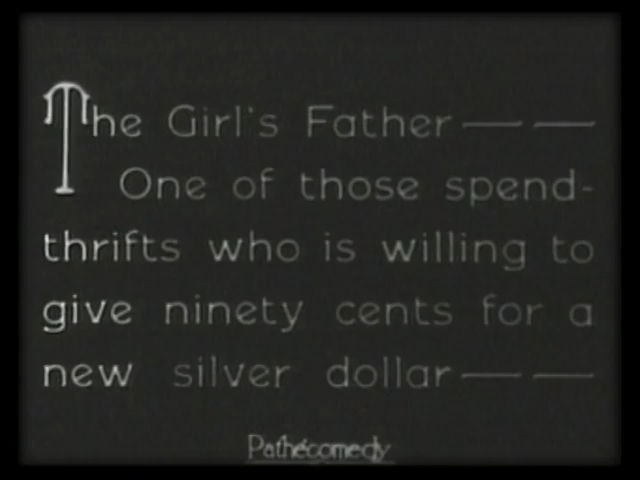 The Girl's Father — —
One of those spend-
thrifts who is willing to
give ninety cents for a
new silver dollar — —
Pathécomedy